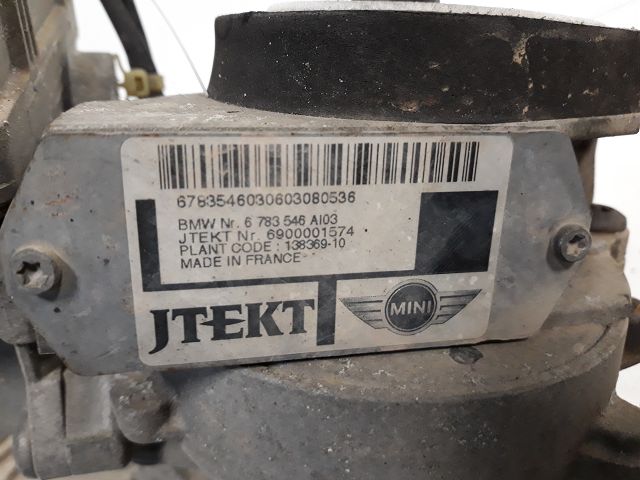 6783546030603080536
BMW Nr. 6 783 546 AI03
JTEKT Nr. 6900001574
PLANT CODE : 138369-10
MADE IN FRANCE
JTEKT
MINI